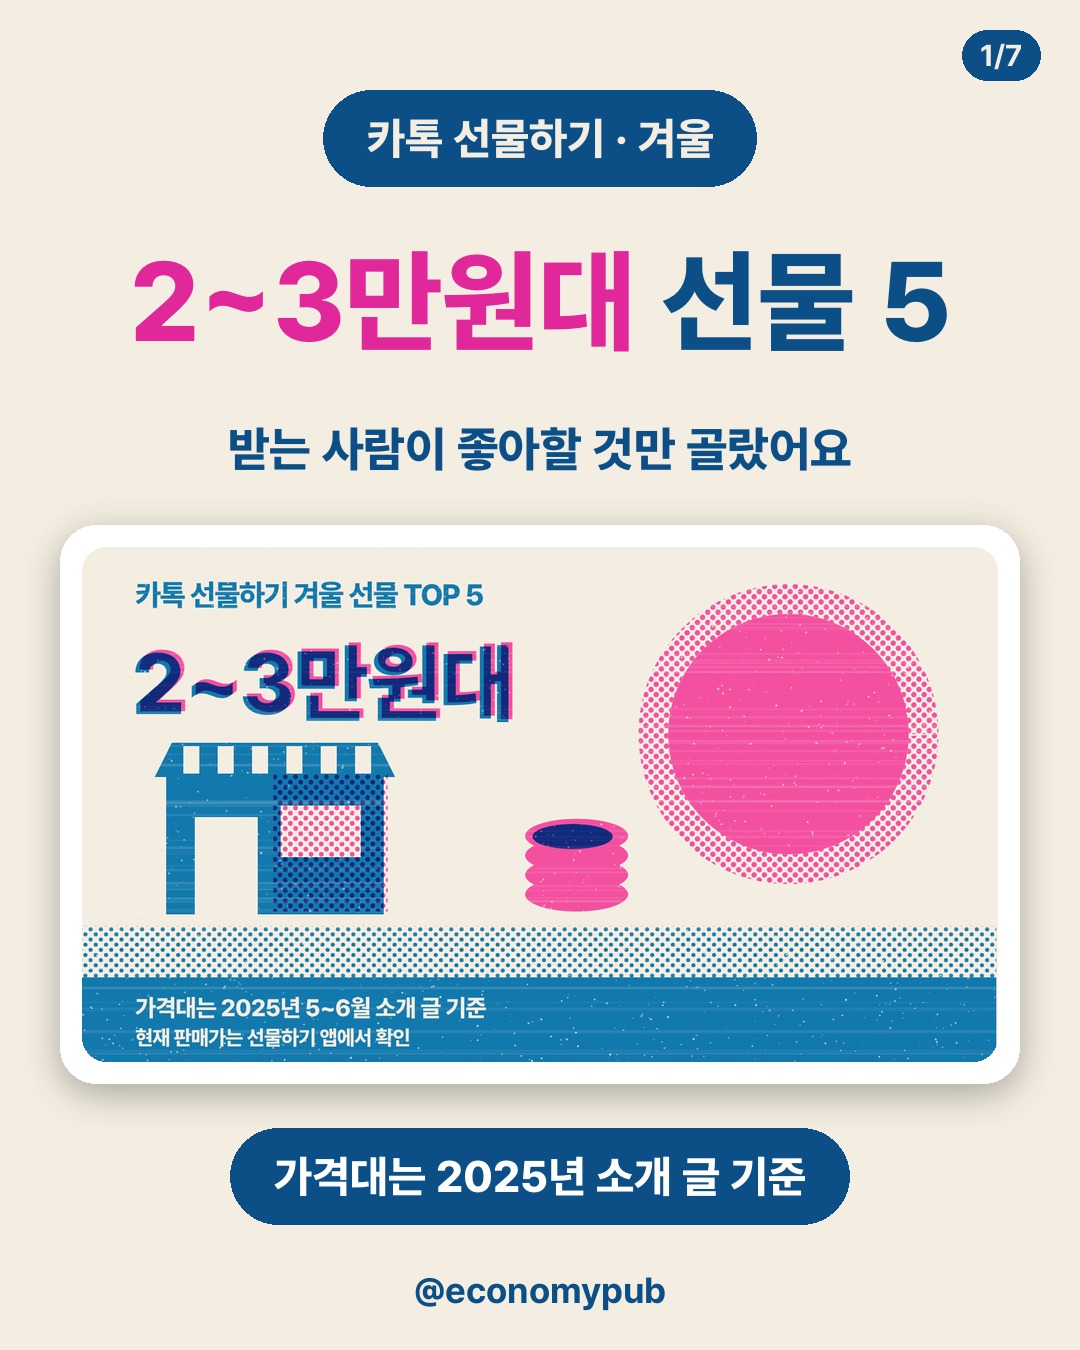 1/7
카톡 선물하기 · 겨울
2~3만원대 선물 5
받는 사람이 좋아할 것만 골랐어요
카톡 선물하기 겨울 선물 TOP 5
2~3만원대
가격대는 2025년 5~6월 소개 글 기준
현재 판매가는 선물하기 앱에서 확인
가격대는 2025년 소개 글 기준
@economypub